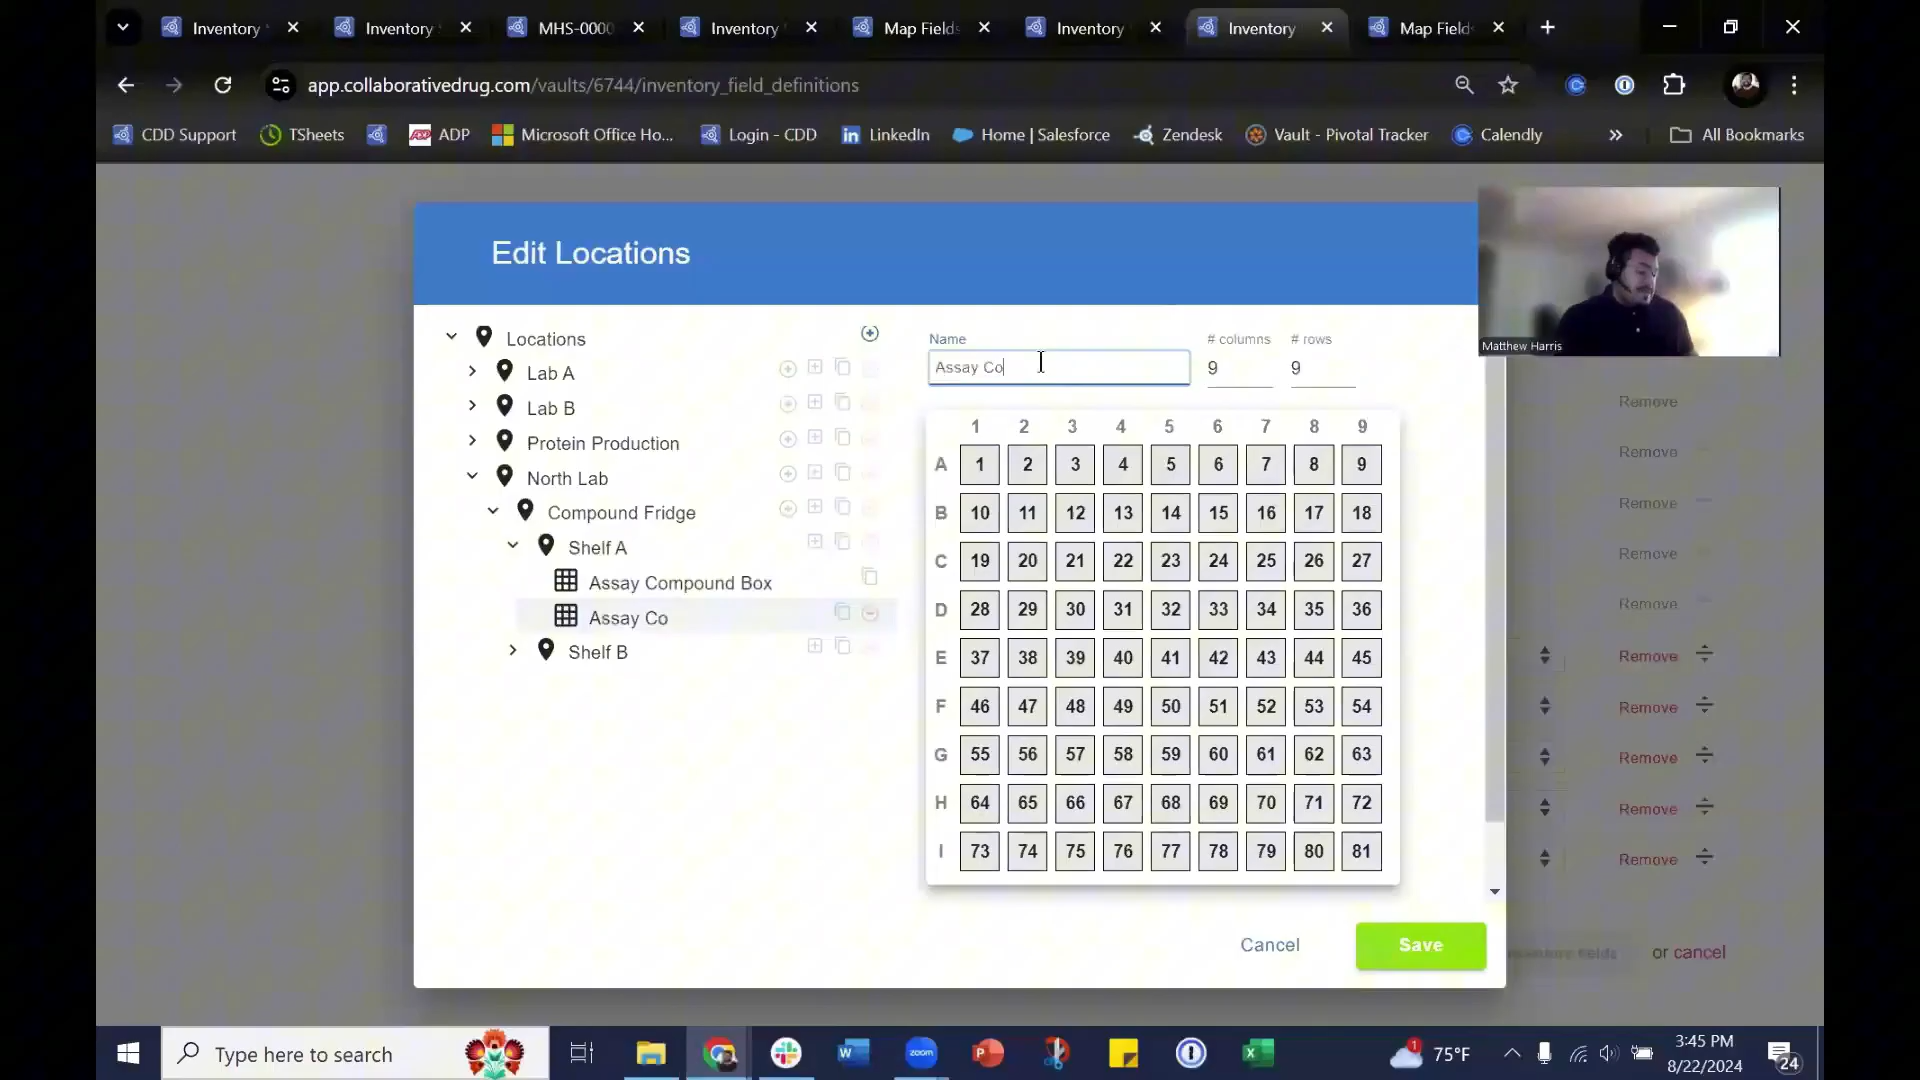 Inventory
Inventory
MHS-0000
Inventory
Map Fields
Inventory
Inventory
Map Field
app.collaborativedrug.com/vaults/6744/inventory_field_definitions
CDD Support
TSheets
ADP
Microsoft Office Ho...
Login - CDD
LinkedIn
Home | Salesforce
Zendesk
Vault - Pivotal Tracker
Calendly
All Bookmarks
Edit Locations
Matthew Harris
Locations
Lab A
Lab B
Protein Production
North Lab
Compound Fridge
Shelf A
Assay Compound Box
Assay Co
Shelf B
Name
# columns
# rows
Assay Co
9
9
1 2 3 4 5 6 7 8 9
A 1 2 3 4 5 6 7 8 9
B 10 11 12 13 14 15 16 17 18
C 19 20 21 22 23 24 25 26 27
D 28 29 30 31 32 33 34 35 36
E 37 38 39 40 41 42 43 44 45
F 46 47 48 49 50 51 52 53 54
G 55 56 57 58 59 60 61 62 63
H 64 65 66 67 68 69 70 71 72
I 73 74 75 76 77 78 79 80 81
Cancel
Save
Remove
Remove
Remove
Remove
Remove
Remove
Remove
Remove
Remove
Remove
fields
or cancel
Type here to search
75°F
3:45 PM
8/22/2024
24